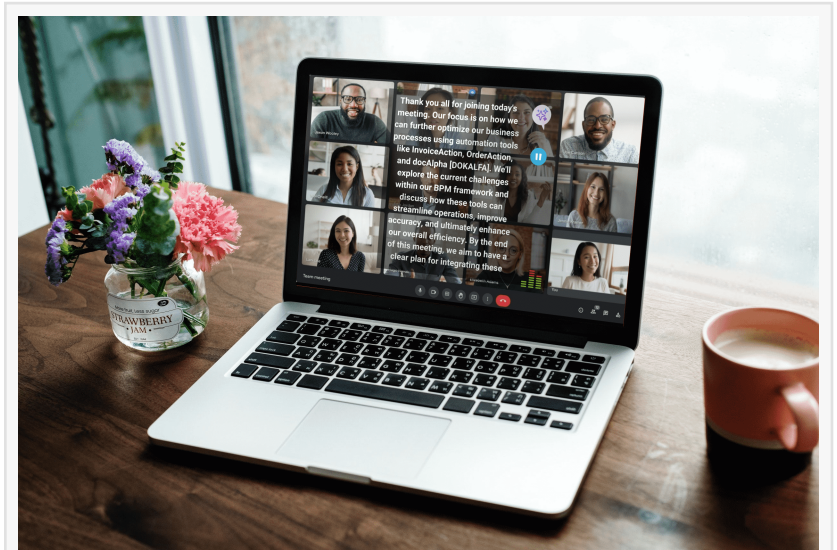 Thank you all for joining today's
meeting. Our focus is on how we
can further optimize our business
processes using automation tools
like InvoiceAction, OrderAction,
and docAlpha [DOKALFA]. We'll
explore the current challenges
within our BPM framework and
discuss how these tools can
streamline operations, improve
accuracy, and ultimately enhance
our overall efficiency. By the end
of this meeting, we aim to have a
clear plan for integrating these
Team meeting
STRAWBERRY
JAM